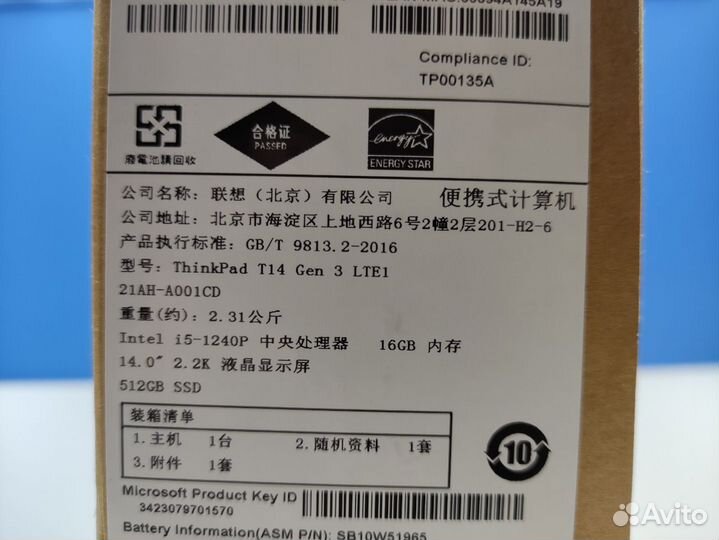 Compliance ID:
TP00135A
廢電池請回收
合格证
PASSED
energy
ENERGY STAR
公司名称: 联想（北京）有限公司 便携式计算机
公司地址: 北京市海淀区上地西路6号2幢2层201-H2-6
产品执行标准: GB/T 9813.2-2016
型号: ThinkPad T14 Gen 3 LTE1
21AH-A001CD
重量(约): 2.31公斤
Intel i5-1240P 中央处理器 16GB 内存
14.0″ 2.2K 液晶显示屏
512GB SSD
装箱清单
1.主机 1台 2.随机资料 1套
3.附件 1套
10
Microsoft Product Key ID
3423079701570
Battery Information(ASM P/N): SB10W51965
Avito